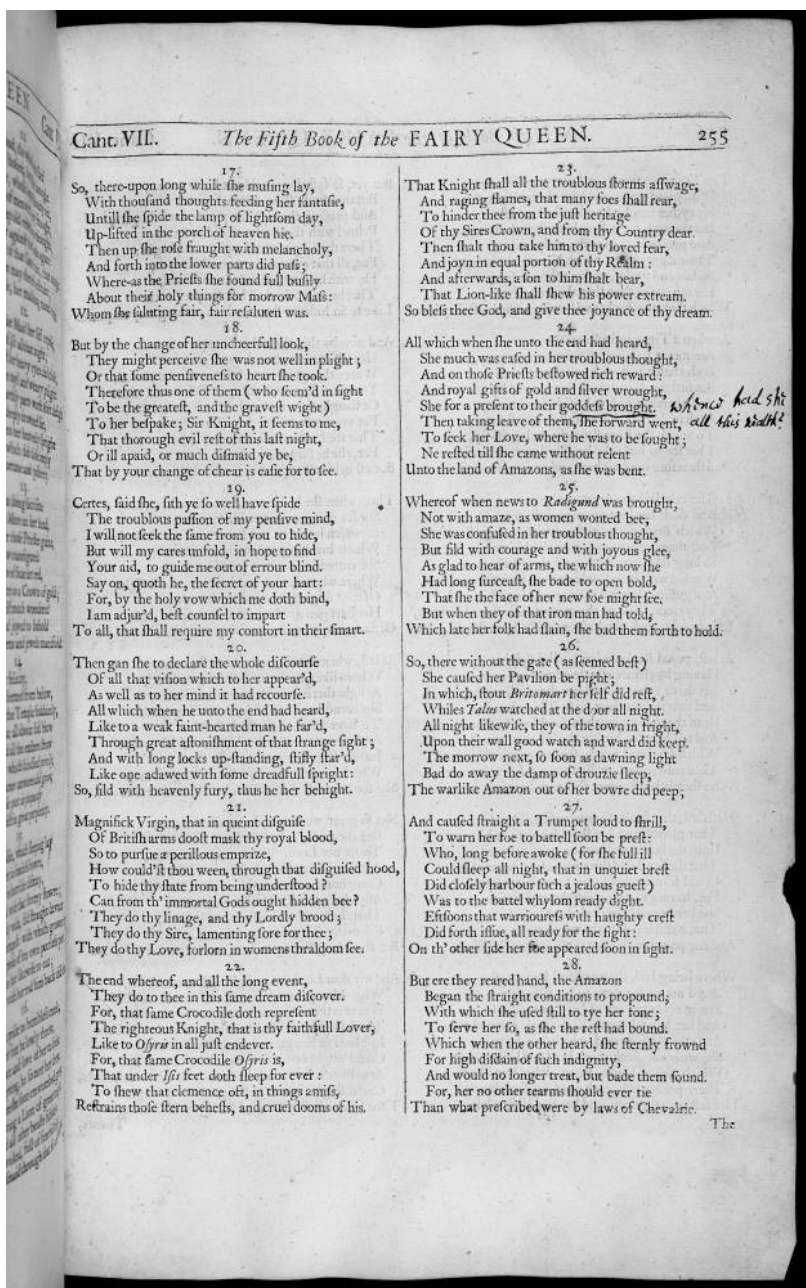 Cant. VII. The Fifth Book of the FAIRY QUEEN. 255
17.
So, there-upon long while ſhe muſing lay,
With thouſand thoughts feeding her fantaſie,
Untill ſhe ſpide the lamp of lightſom day,
Up-lifted in the porch of heaven hie.
Then up ſhe roſe fraught with melancholy,
And forth into the lower parts did paſs;
Where-as the Prieſts ſhe found full buſily
About their holy things for morrow Maſs:
Whom ſhe ſaluting fair, fair reſaluten was.
18.
But by the change of her uncheerfull look,
They might perceive ſhe was not well in plight;
Or that ſome penſiveneſs to heart ſhe took.
Therefore thus one of them (who ſeem'd in ſight
To be the greateſt, and the graveſt wight)
To her beſpake; Sir Knight, it ſeems to me,
That thorough evil reſt of this laſt night,
Or ill apaid, or much diſmaid ye be,
That by your change of chear is eaſie for to ſee.
19.
Certes, ſaid ſhe, ſith ye ſo well have ſpide
The troublous paſſion of my penſive mind,
I will not ſeek the ſame from you to hide,
But will my cares unfold, in hope to find
Your aid, to guide me out of errour blind.
Say on, quoth he, the ſecret of your hart:
For, by the holy vow which me doth bind,
I am adjur'd, beſt counſel to impart
To all, that ſhall require my comfort in their ſmart.
20.
Then gan ſhe to declare the whole diſcourſe
Of all that viſion which to her appear'd,
As well as to her mind it had recourſe.
All which when he unto the end had heard,
Like to a weak faint-hearted man he far'd,
Through great aſtoniſhment of that ſtrange ſight;
And with long locks up-ſtanding, ſtifly ſtar'd,
Like one adawed with ſome dreadfull ſpright:
So, fild with heavenly fury, thus he her behight.
21.
Magnifick Virgin, that in queint diſguiſe
Of Britiſh arms dooſt mask thy royal blood,
So to purſue a perillous emprize,
How could'ſt thou ween, through that diſguiſed hood,
To hide thy ſtate from being underſtood?
Can from th' immortal Gods ought hidden bee?
They do thy linage, and thy Lordly brood;
They do thy Sire, lamenting ſore for thee;
They do thy Love, forlorn in womens thraldom ſee.
22.
The end whereof, and all the long event,
They do to thee in this ſame dream diſcover.
For, that ſame Crocodile doth repreſent
The righteous Knight, that is thy faithfull Lover,
Like to Oſyris in all juſt endever.
For, that ſame Crocodile Oſyris is,
That under Iſis feet doth ſleep for ever:
To ſhew that clemence oft, in things amiſs,
Reſtrains thoſe ſtern beheſts, and cruel dooms of his.
23.
That Knight ſhall all the troublous ſtorms aſſwage,
And raging flames, that many foes ſhall rear,
To hinder thee from the juſt heritage
Of thy Sires Crown, and from thy Country dear.
Then ſhalt thou take him to thy loved fear,
And joyn in equal portion of thy Realm:
And afterwards, a ſon to him ſhalt bear,
That Lion-like ſhall ſhew his power extream.
So bleſs thee God, and give thee joyance of thy dream.
24.
All which when ſhe unto the end had heard,
She much was eaſed in her troublous thought,
And on thoſe Prieſts beſtowed rich reward:
And royal gifts of gold and ſilver wrought,
She for a preſent to their goddeſs brought. whence had she
Then taking leave of them, ſhe forward went, all this
To ſeek her Love, where he was to be ſought;
Ne reſted till ſhe came without relent
Unto the land of Amazons, as ſhe was bent.
25.
Whereof when news to Radigund was brought,
Not with amaze, as women wonted bee,
She was confuſed in her troublous thought,
But fild with courage and with joyous glee,
As glad to hear of arms, the which now ſhe
Had long ſurceaſt, ſhe bade to open bold,
That ſhe the face of her new foe might ſee.
But when they of that iron man had told,
Which late her folk had ſlain, ſhe bad them forth to hold.
26.
So, there without the gate (as ſeemed beſt)
She cauſed her Pavilion be pight;
In which, ſtout Britomart her ſelf did reſt,
Whiles Talus watched at the door all night.
All night likewiſe, they of the town in fright,
Upon their wall good watch and ward did keep.
The morrow next, ſo ſoon as dawning light
Bad do away the damp of drouzie ſleep,
The warlike Amazon out of her bowre did peep;
27.
And cauſed ſtraight a Trumpet loud to ſhrill,
To warn her foe to battell ſoon be preſt:
Who, long before awoke (for ſhe full ill
Could ſleep all night, that in unquiet breſt
Did cloſely harbour ſuch a jealous gueſt)
Was to the battel whylom ready dight.
Eftſoons that warrioureſs with haughty creſt
Did forth iſſue, all ready for the fight:
On th' other ſide her foe appeared ſoon in ſight.
28.
But ere they reared hand, the Amazon
Began the ſtraight conditions to propound,
With which ſhe uſed ſtill to tye her fone;
To ſerve her ſo, as ſhe the reſt had bound.
Which when the other heard, ſhe ſternly frownd
For high diſdain of ſuch indignity,
And would no longer treat, but bade them ſound.
For, her no other tearms ſhould ever tie
Than what preſcribed were by laws of Chevalrie.
The